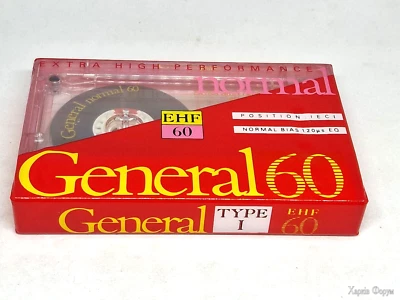 EXTRA HIGH PERFORMANCE
normal
General normal 60
EHF
60
POSITION IECI
NORMAL BIAS 120μs EQ
General 60
General
TYPE
I
EHF
60
Харків Форум